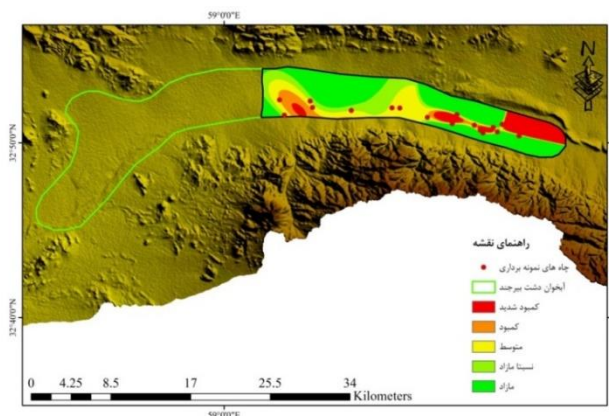 59°0'0"E
N
32°50'0"N
32°40'0"N
راهنمای نقشه
چاه های نمونه برداری
آبخوان دشت بیرجند
کمبود شدید
کمبود
متوسط
نسبتا مازاد
مازاد
0 4.25 8.5 17 25.5 34
Kilometers
59°0'0"E